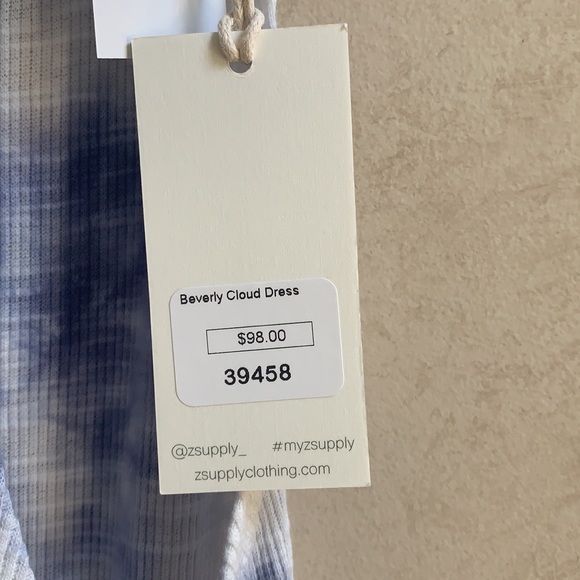 Beverly Cloud Dress
$98.00
39458
@zsupply_ #myzsupply
zsupplyclothing.com